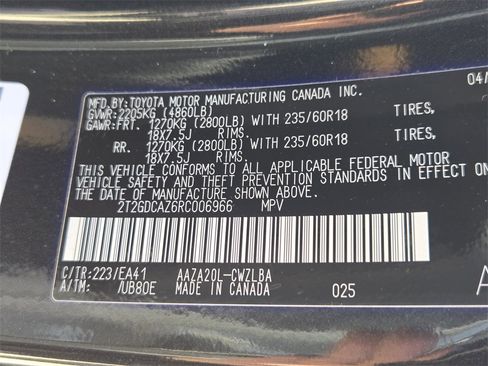 MFD. BY: TOYOTA MOTOR MANUFACTURING CANADA INC. 04/
GVWR: 2205KG (4860LB)
GAWR: FRT. 1270KG (2800LB) WITH 235/60R18 TIRES,
18X7.5J RIMS.
RR. 1270KG (2800LB) WITH 235/60R18 TIRES,
18X7.5J RIMS.
THIS VEHICLE CONFORMS TO ALL APPLICABLE FEDERAL MOTOR
VEHICLE SAFETY AND THEFT PREVENTION STANDARDS IN EFFECT ON
THE DATE OF MANUFACTURE SHOWN ABOVE.
2T2GDCAZ6RC006966 MPV
C/TR: 223/EA41 AAZA20L-CWZLBA
A/TM: /UB80E MADE IN CANADA 025 A